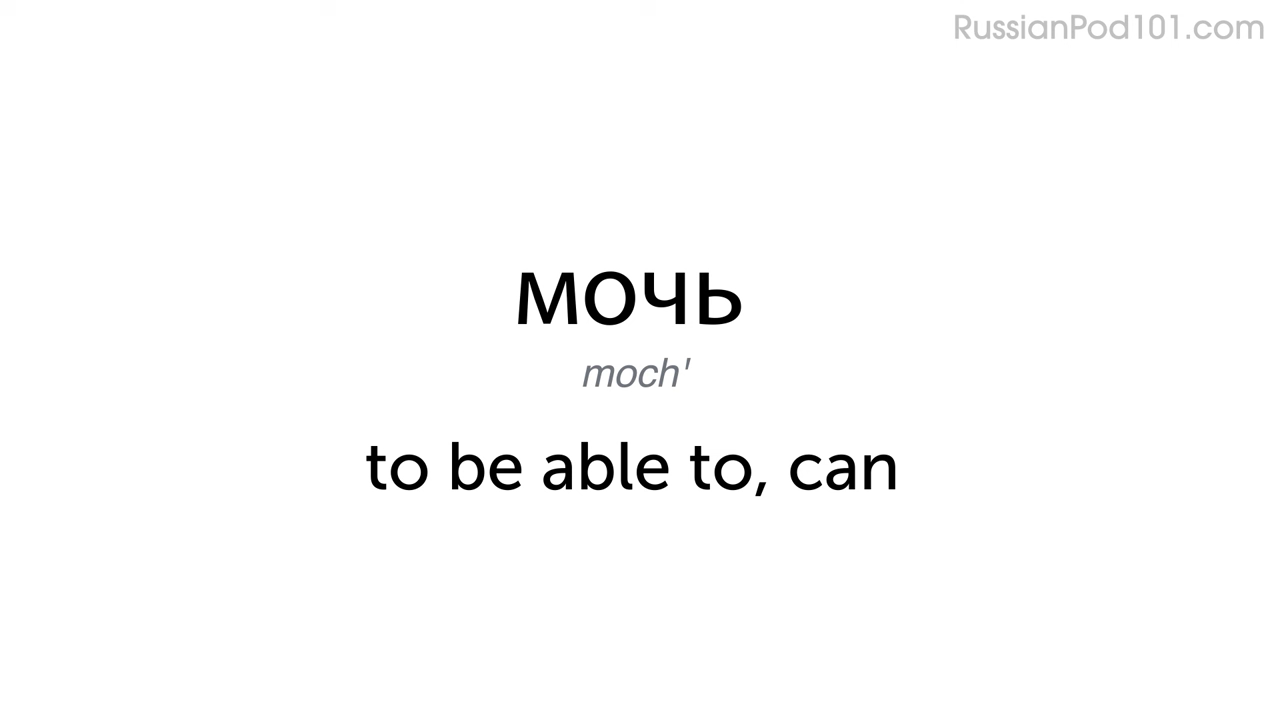 RussianPod101.com
мочь
moch'
to be able to, can